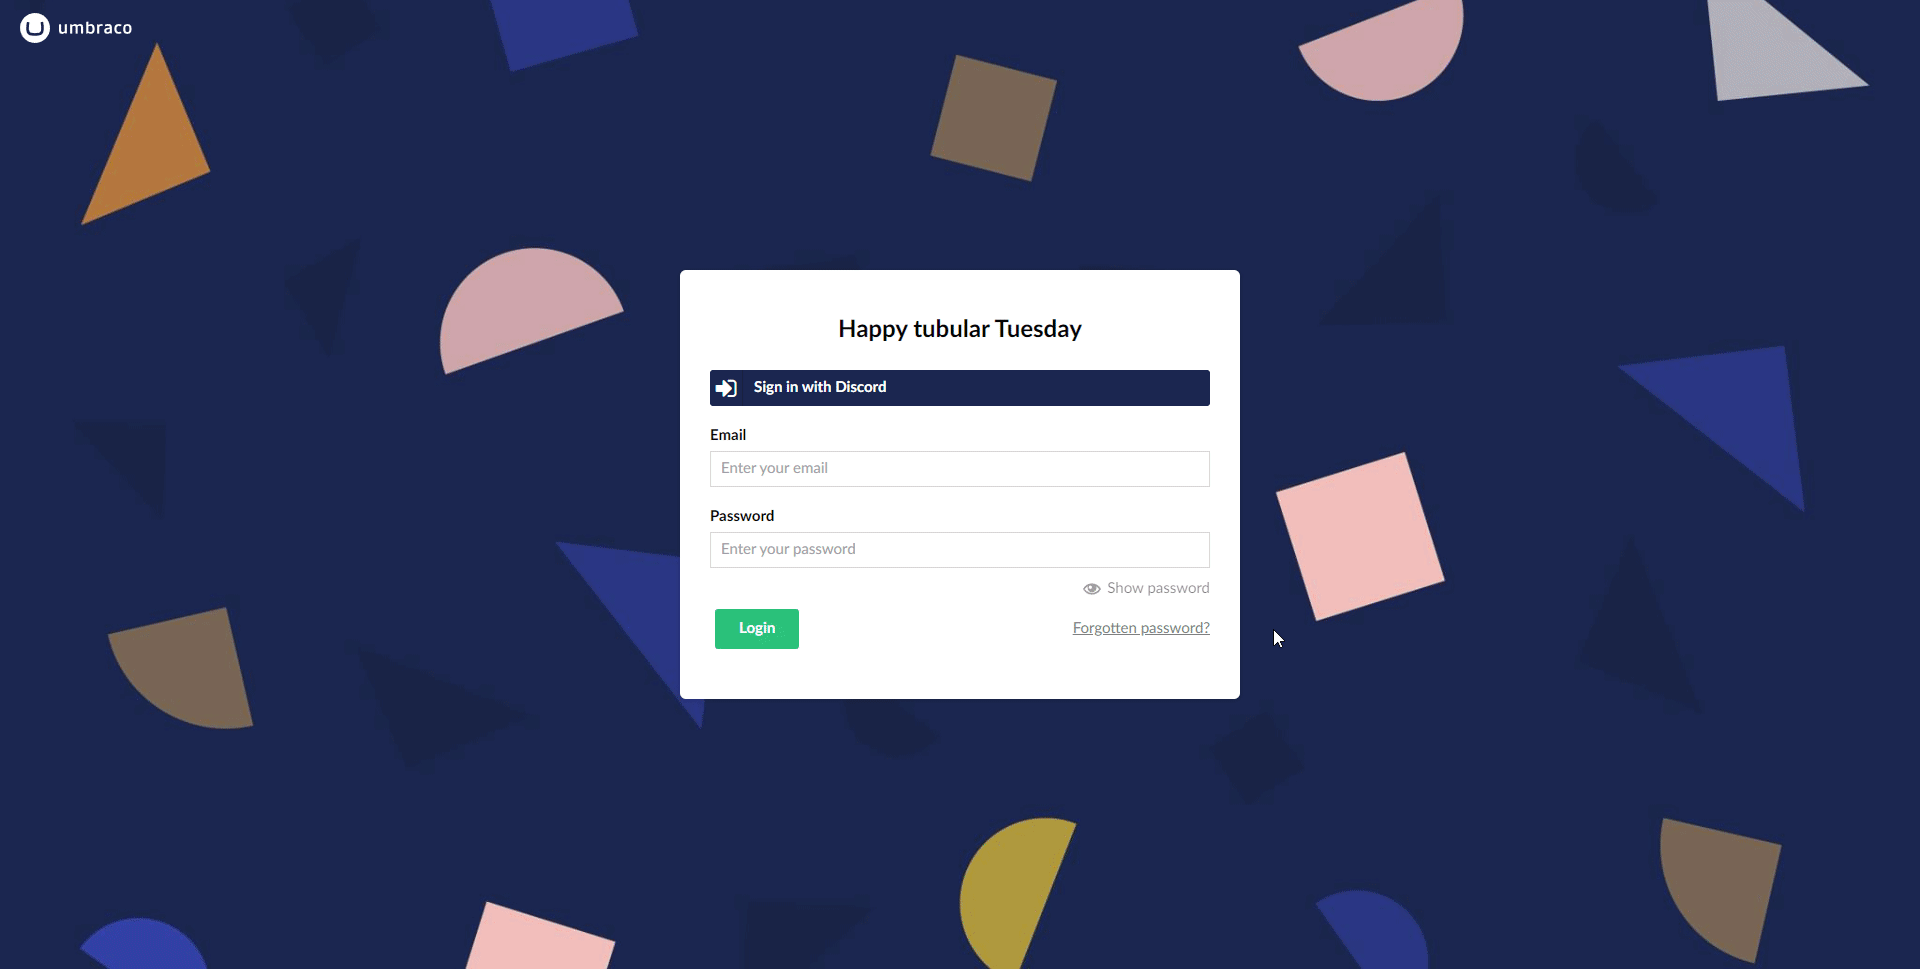 umbraco
Happy tubular Tuesday
Sign in with Discord
Email
Enter your email
Password
Enter your password
Show password
Login
Forgotten password?